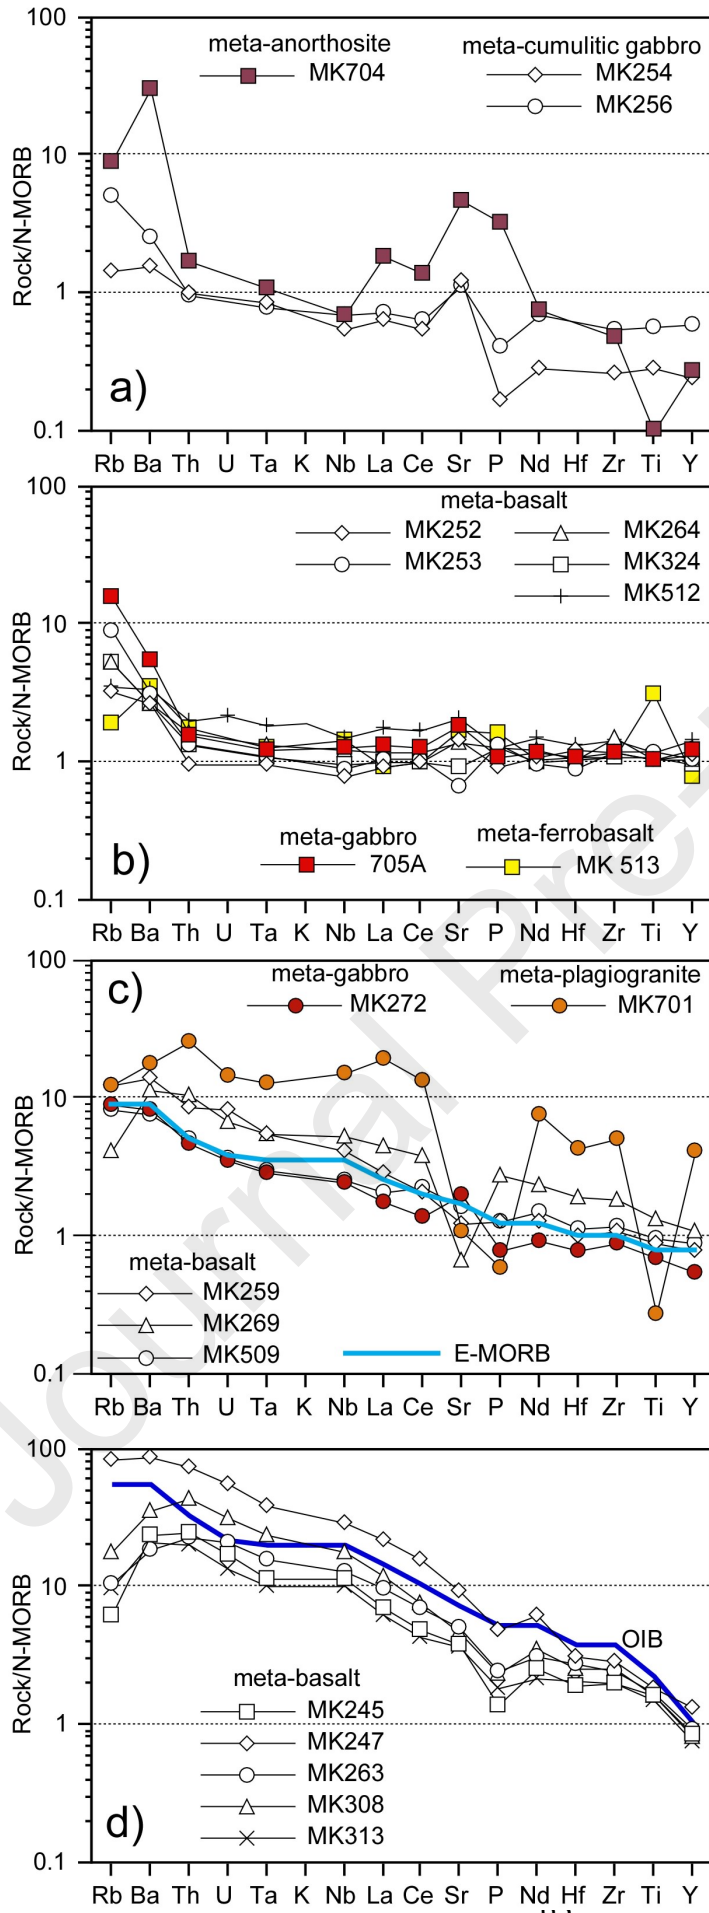 100
meta-anorthosite
meta-cumulitic gabbro
MK704
MK254
MK256
10
1
0.1
Rock/N-MORB
a)
Rb Ba Th U Ta K Nb La Ce Sr P Nd Hf Zr Ti Y
100
meta-basalt
MK252
MK264
MK253
MK324
MK512
10
1
0.1
Rock/N-MORB
meta-gabbro
meta-ferrobasalt
705A
MK 513
b)
Rb Ba Th U Ta K Nb La Ce Sr P Nd Hf Zr Ti Y
100
c)
meta-gabbro
meta-plagiogranite
MK272
MK701
10
1
0.1
Rock/N-MORB
meta-basalt
MK259
MK269
MK509
E-MORB
Rb Ba Th U Ta K Nb La Ce Sr P Nd Hf Zr Ti Y
100
10
1
0.1
Rock/N-MORB
OIB
meta-basalt
MK245
MK247
MK263
MK308
MK313
d)
Rb Ba Th U Ta K Nb La Ce Sr P Nd Hf Zr Ti Y
Journal Pre-